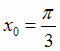 x₀ = π/3